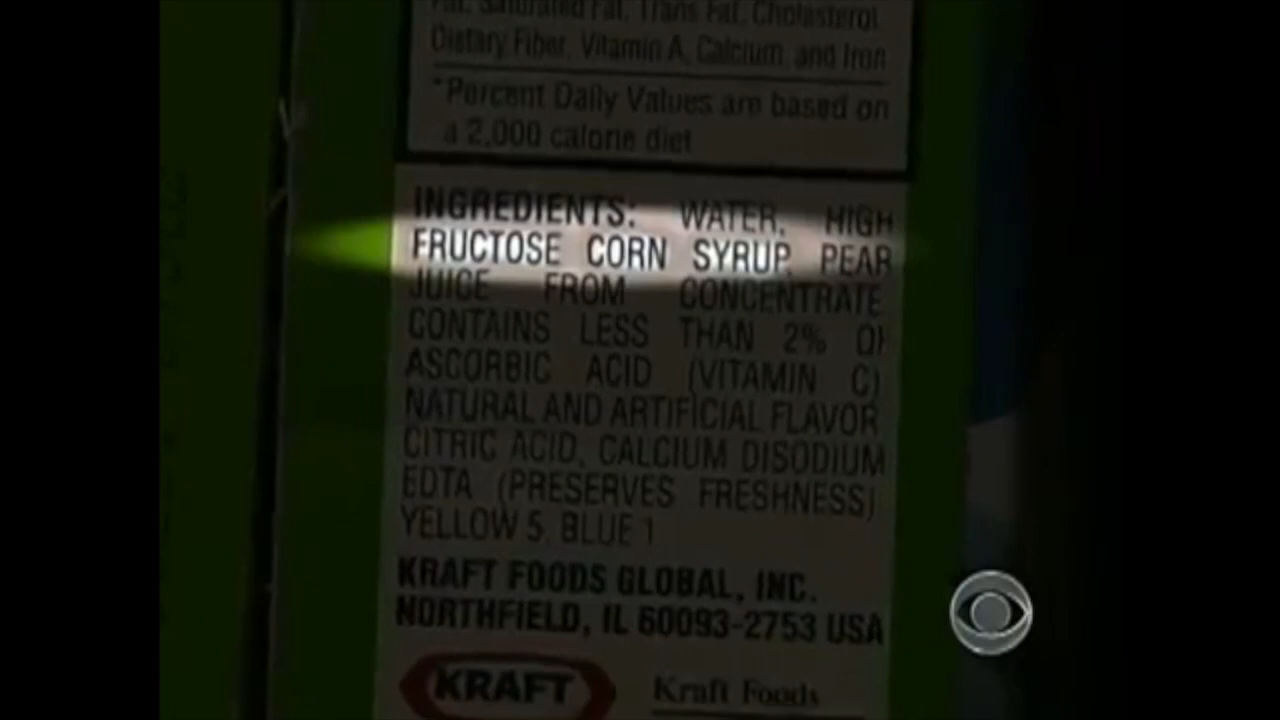 Fat, Saturated Fat, Trans Fat, Cholesterol,
Dietary Fiber, Vitamin A, Calcium, and Iron
*Percent Daily Values are based on
a 2,000 calorie diet
INGREDIENTS: WATER, HIGH
FRUCTOSE CORN SYRUP, PEAR
JUICE FROM CONCENTRATE,
CONTAINS LESS THAN 2% OF
ASCORBIC ACID (VITAMIN C),
NATURAL AND ARTIFICIAL FLAVOR,
CITRIC ACID, CALCIUM DISODIUM
EDTA (PRESERVES FRESHNESS),
YELLOW 5, BLUE 1
KRAFT FOODS GLOBAL, INC.
NORTHFIELD, IL 60093-2753 USA
KRAFT Kraft Foods